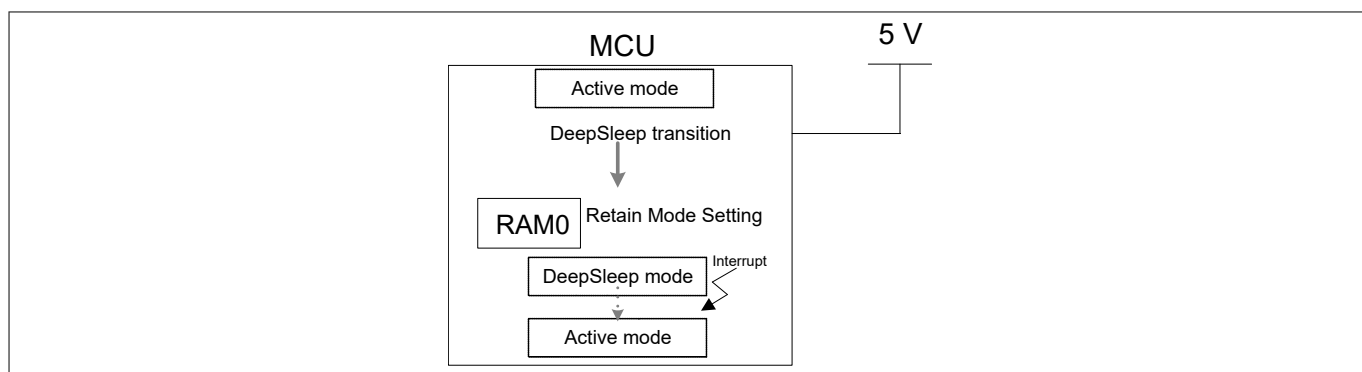 5 V
MCU
Active mode
DeepSleep transition
RAM0
Retain Mode Setting
DeepSleep mode
Interrupt
Active mode